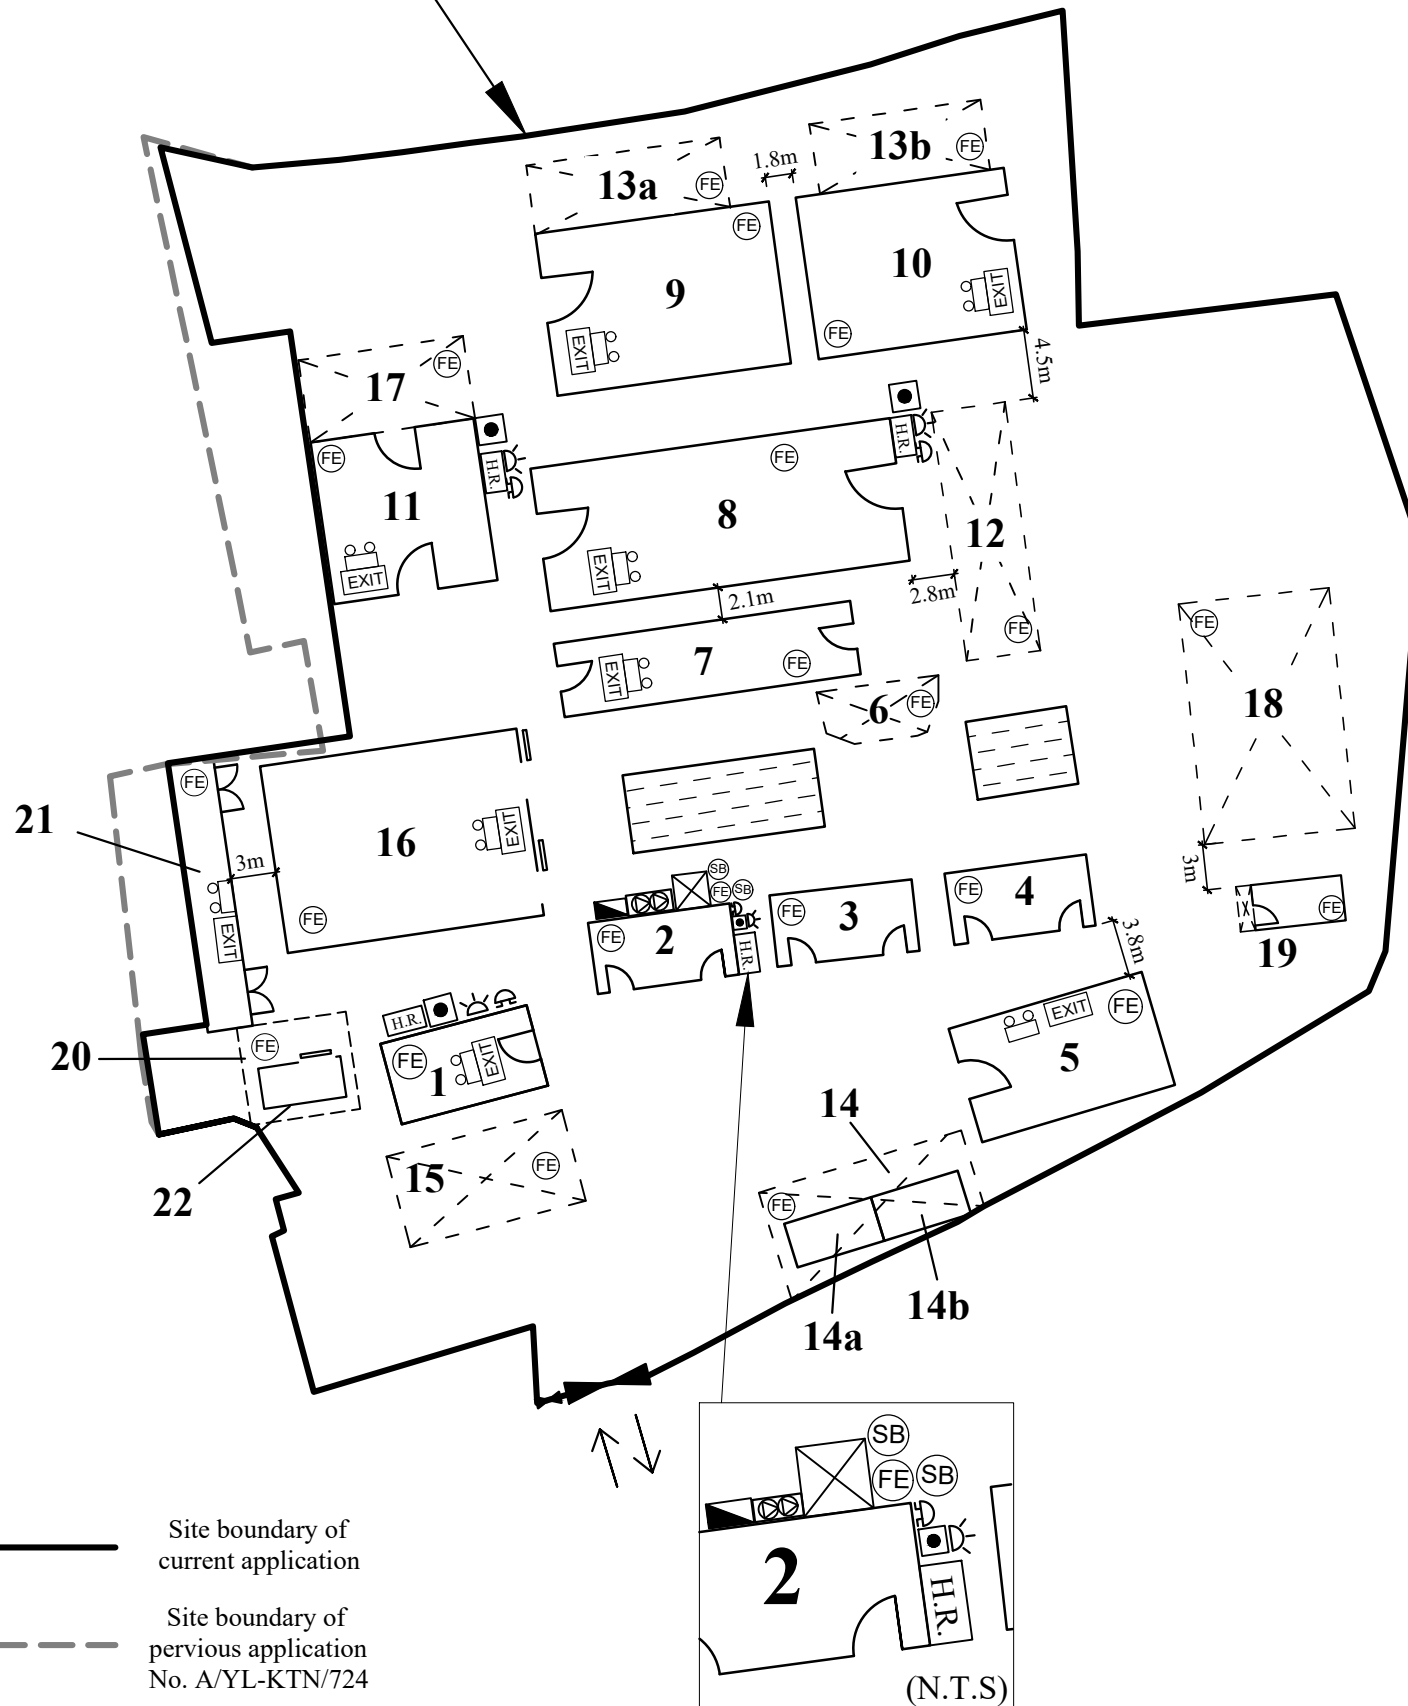 13b
FE
1.8m
13a
FE
FE
10
9
EXIT
FE
EXIT
4.5m
17
FE
H.R.
FE
FE
H.R.
11
8
12
EXIT
EXIT
2.8m
2.1m
FE
FE
7
FE
EXIT
6
FE
18
FE
21
16
EXIT
3m
SB
FE
SB
3m
FE
4
FE
3
FE
FE
2
H.R.
FE
EXIT
3.8m
19
H.R.
EXIT
FE
20
FE
FE
1
EXIT
5
14
22
15
FE
FE
14b
14a
SB
FE
SB
2
H.R.
(N.T.S)
Site boundary of
current application
Site boundary of
pervious application
No. A/YL-KTN/724